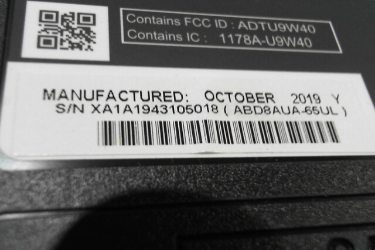 Contains FCC ID : ADTU9W40
Contains IC : 1178A-U9W40
MANUFACTURED: OCTOBER 2019 Y
S/N XA1A1943105018 ( ABD8AUA-65UL )